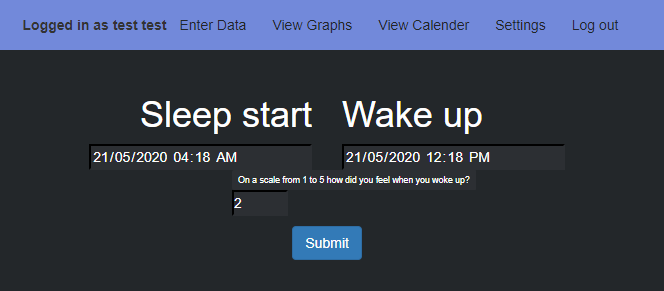 Logged in as test test Enter Data View Graphs View Calender Settings Log out
Sleep start Wake up
21/05/2020 04:18 AM 21/05/2020 12:18 PM
On a scale from 1 to 5 how did you feel when you woke up?
2
Submit